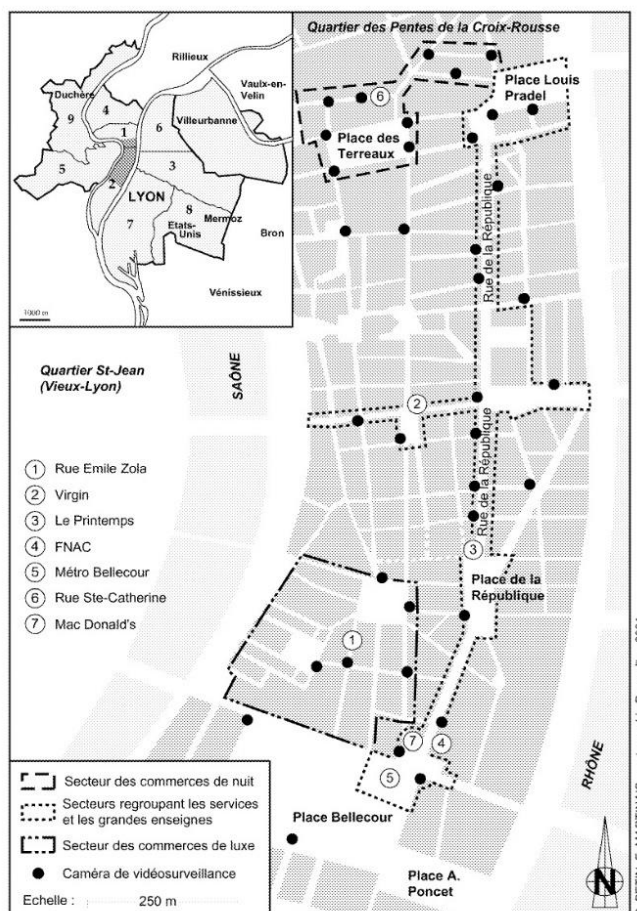 Quartier des Pentes de la Croix-Rousse
Rillieux
Duchère
Vaulx-en-
Velin
4
9
1
6
Villeurbanne
5
3
2
LYON
8
Mermoz
7
Etats-
Unis
Bron
Vénissieux
1000 m
Place Louis
Pradel
6
Place des
Terreaux
Rue de la République
Quartier St-Jean
(Vieux-Lyon)
SAÔNE
2
Rue de la République
1 Rue Emile Zola
2 Virgin
3 Le Printemps
4 FNAC
5 Métro Bellecour
6 Rue Ste-Catherine
7 Mac Donald's
3
Place de la
République
1
7
4
5
RHÔNE
Place Bellecour
Place A.
Poncet
N
Secteur des commerces de nuit
Secteurs regroupant les services
et les grandes enseignes
Secteur des commerces de luxe
Caméra de vidéosurveillance
Echelle : 250 m